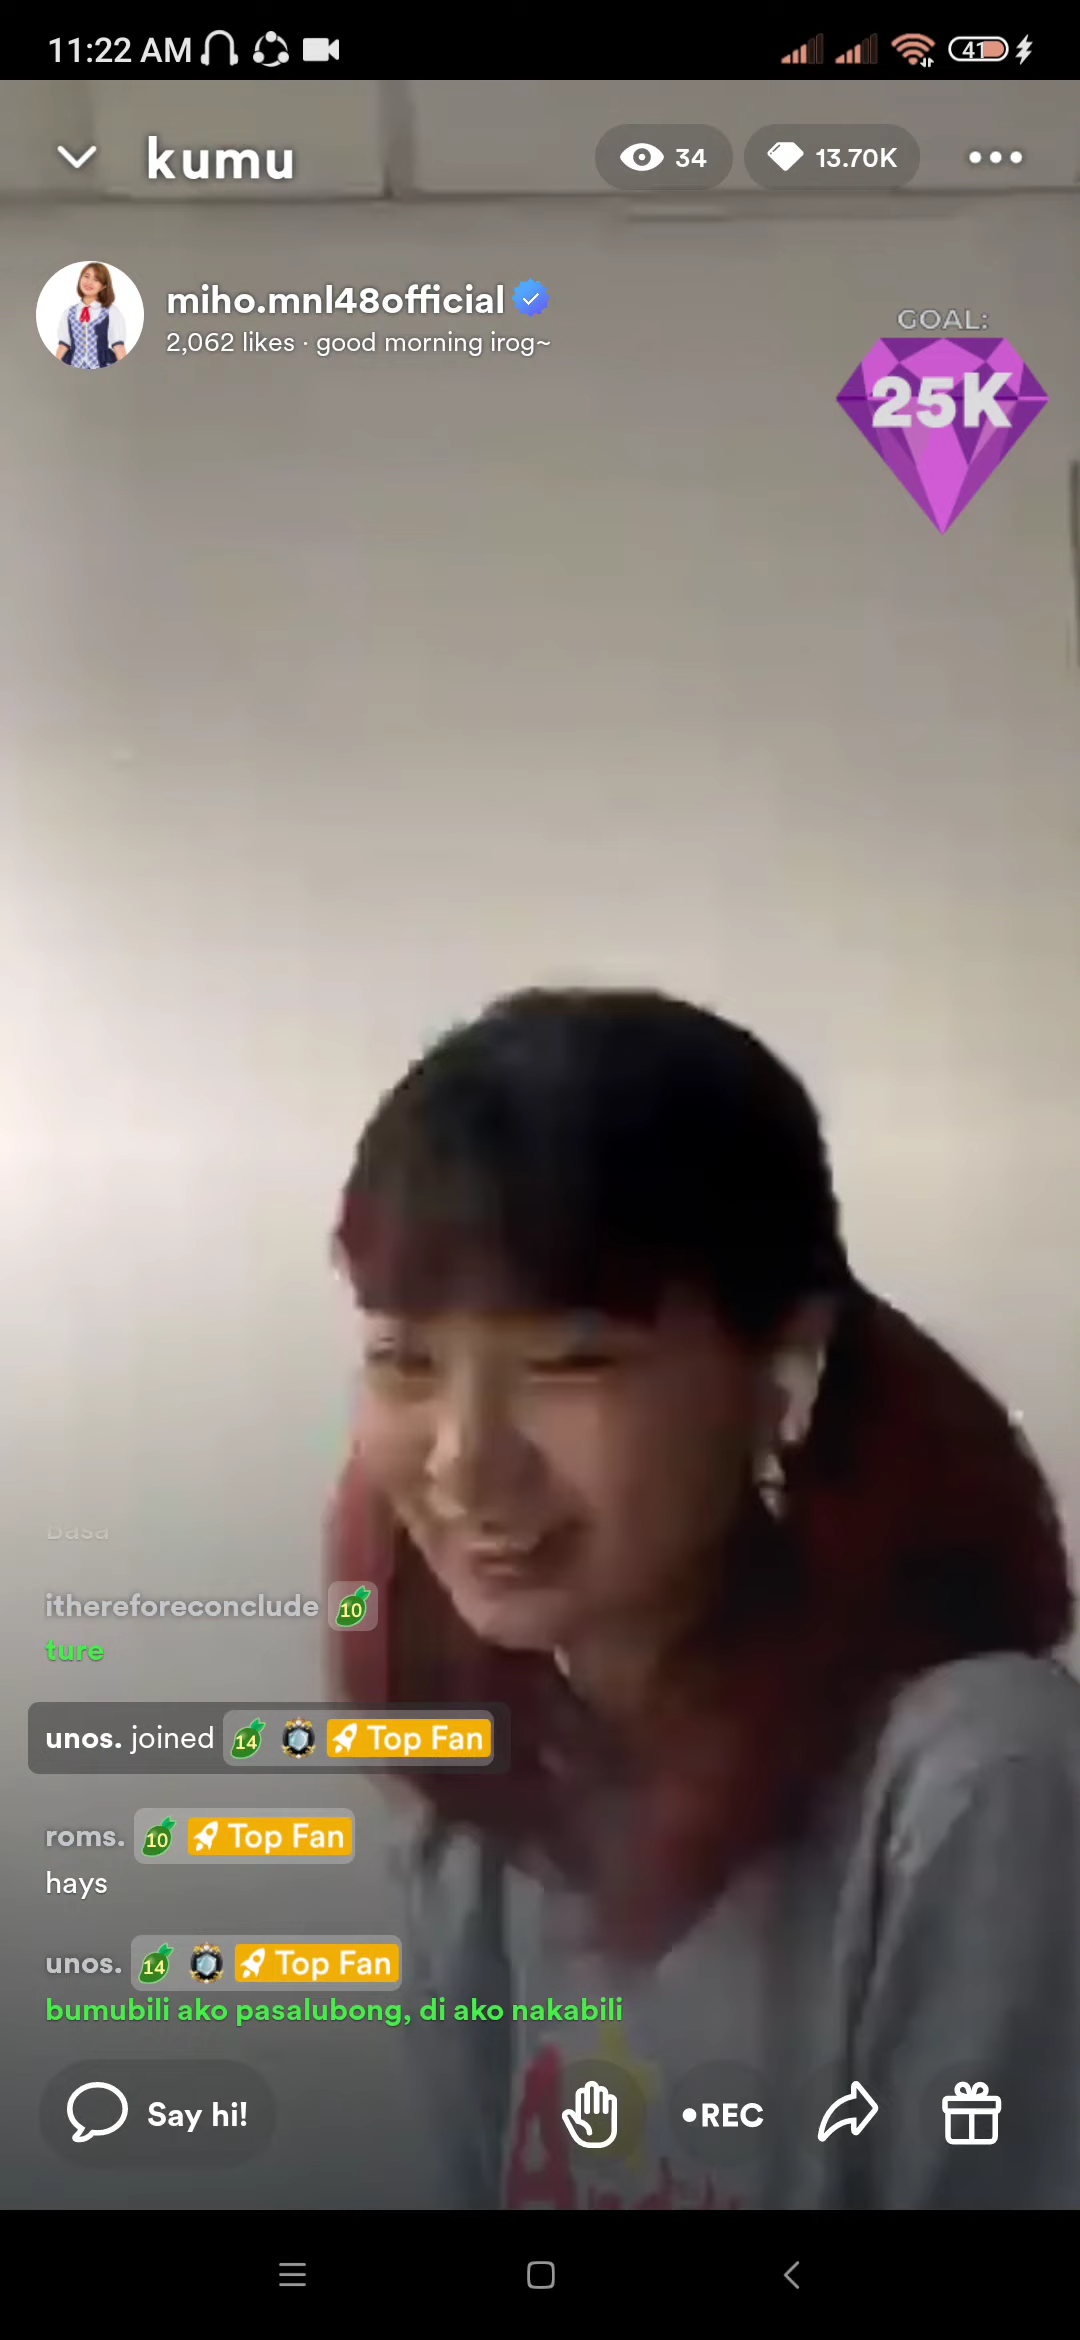 11:22 AM
41
kumu
34
13.70K
miho.mnl48official
2,062 likes · good morning irog~
GOAL:
25K
Basa
ithereforeconclude 10
ture
unos. joined 14 Top Fan
roms. 10 Top Fan
hays
unos. 14 Top Fan
bumubili ako pasalubong, di ako nakabili
Say hi!
•REC